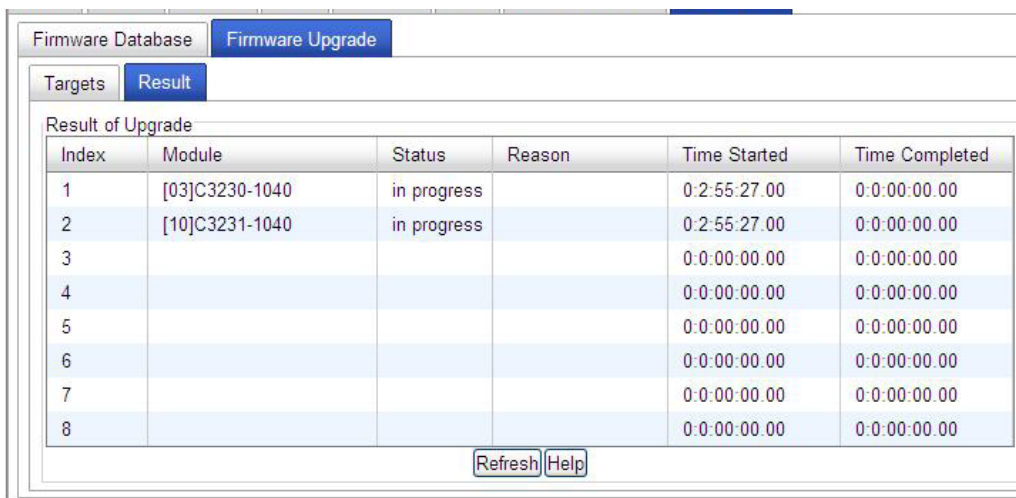 Firmware Database Firmware Upgrade
Targets Result
Result of Upgrade
Index Module Status Reason Time Started Time Completed
1 [03]C3230-1040 in progress 0:2:55:27.00 0:0:00:00.00
2 [10]C3231-1040 in progress 0:2:55:27.00 0:0:00:00.00
3 0:0:00:00.00 0:0:00:00.00
4 0:0:00:00.00 0:0:00:00.00
5 0:0:00:00.00 0:0:00:00.00
6 0:0:00:00.00 0:0:00:00.00
7 0:0:00:00.00 0:0:00:00.00
8 0:0:00:00.00 0:0:00:00.00
Refresh Help